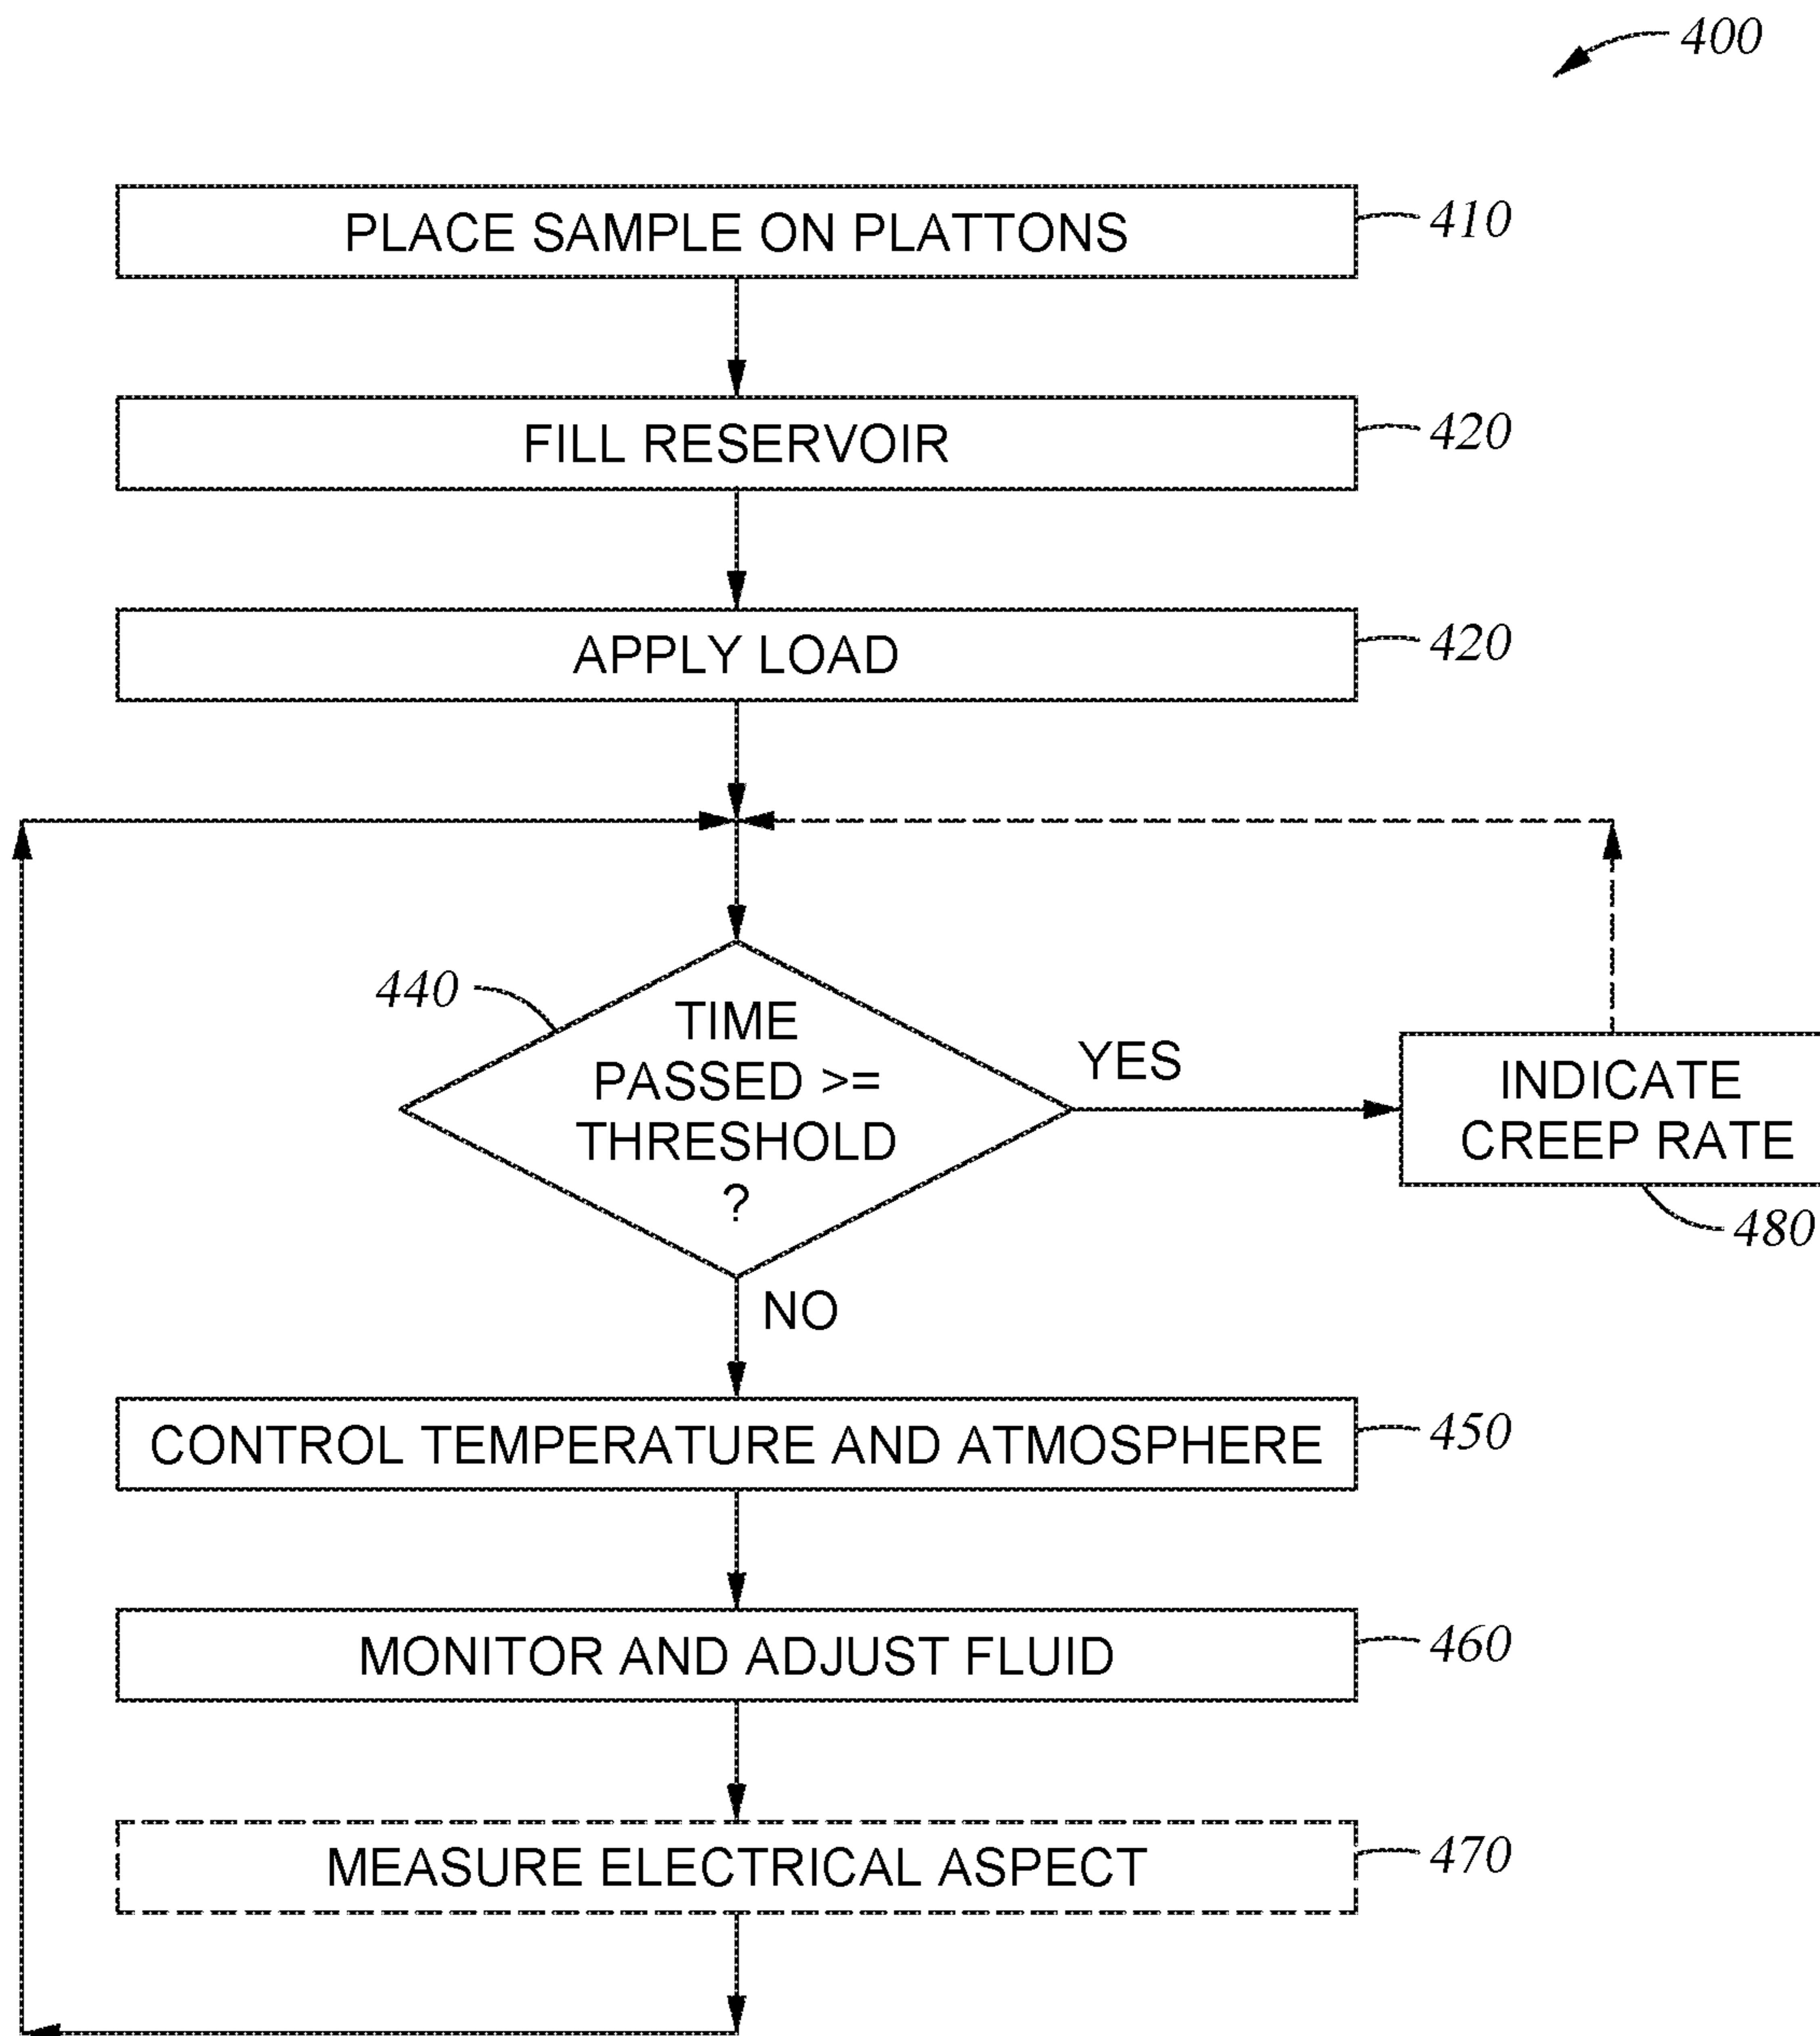 400
PLACE SAMPLE ON PLATTONS
410
FILL RESERVOIR
420
APPLY LOAD
420
440
TIME
PASSED >=
THRESHOLD
?
YES
INDICATE
CREEP RATE
480
NO
CONTROL TEMPERATURE AND ATMOSPHERE
450
MONITOR AND ADJUST FLUID
460
MEASURE ELECTRICAL ASPECT
470